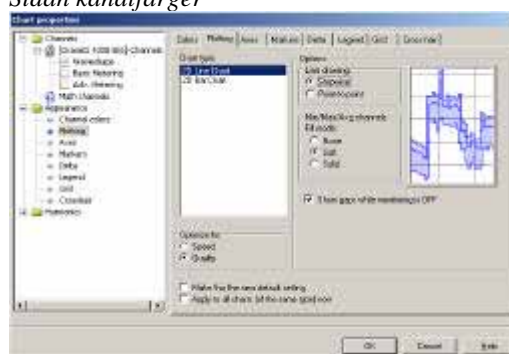 Sidan kanalfärger
Chart properties
Channels
Waveshape
Basic Metering
Adv. Metering
Math channels
Appearance
Channel colors
Plotting
Axes
Markers
Delta
Legend
Grid
Crosshair
Harmonics
Colors Plotting Axes Markers Delta Legend Grid Crosshair
Chart type
2D Line Chart
2D Bar Chart
Optimize for
Speed
Quality
Options
Line drawing
Stepwise
Point-to-point
Min/Max/Avg channels
Fill mode:
None
Solid
Show gaps while monitoring is OFF
Make this the new default setting
Apply to all charts (of the same type) now
OK Cancel Help